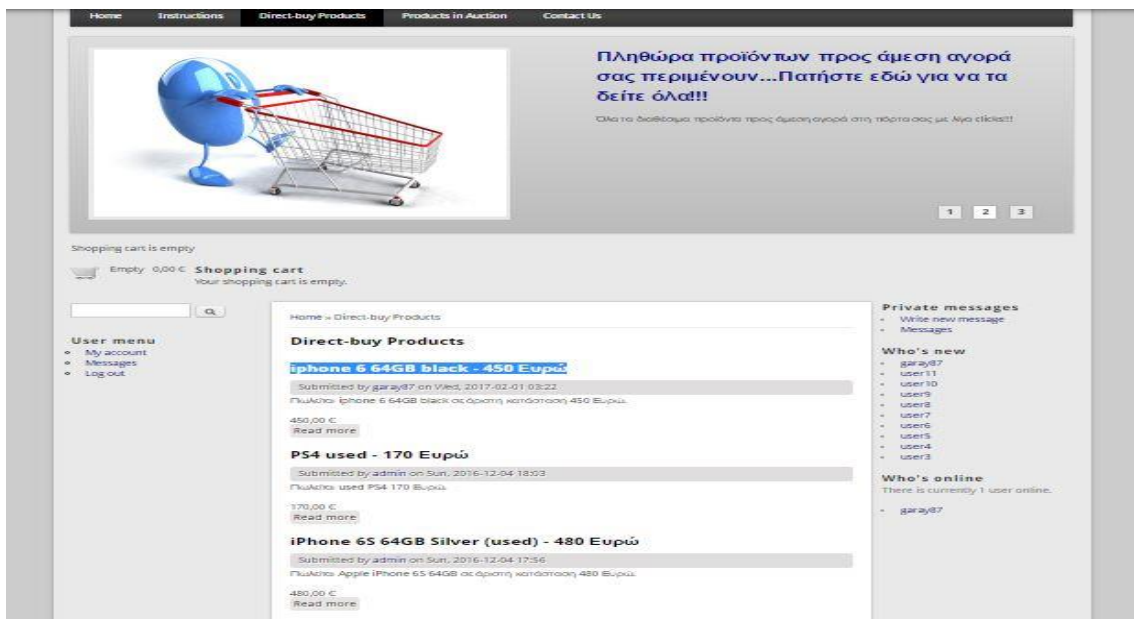 Home Instructions Direct-buy Products Products in Auction Contact Us
Πληθώρα προϊόντων προς άμεση αγορά
σας περιμένουν...Πατήστε εδώ για να τα
δείτε όλα!!!
Όλα τα διαθέσιμα προϊόντα προς άμεση αγορά στη πόρτα σας με λίγα clicks!!!
1 2 3
Shopping cart is empty
Empty 0,00 € Shopping cart
Your shopping cart is empty.
User menu
My account
Messages
Log out
Home » Direct-buy Products
Direct-buy Products
iphone 6 64GB black - 450 Ευρώ
Submitted by garay87 on Wed, 2017-02-01 03:22
Πωλείται iphone 6 64GB black σε άριστη κατάσταση 450 Ευρώ.
450,00 €
Read more
PS4 used - 170 Ευρώ
Submitted by admin on Sun, 2016-12-04 18:03
Πωλείται used PS4 170 Ευρώ.
170,00 €
Read more
iPhone 6S 64GB Silver (used) - 480 Ευρώ
Submitted by admin on Sun, 2016-12-04 17:56
Πωλείται Apple iPhone 6S 64GB σε άριστη κατάσταση 480 Ευρώ.
480,00 €
Read more
Private messages
Write new message
Messages
Who's new
garay87
user11
user10
user9
user8
user7
user6
user5
user4
user3
Who's online
There is currently 1 user online.
garay87